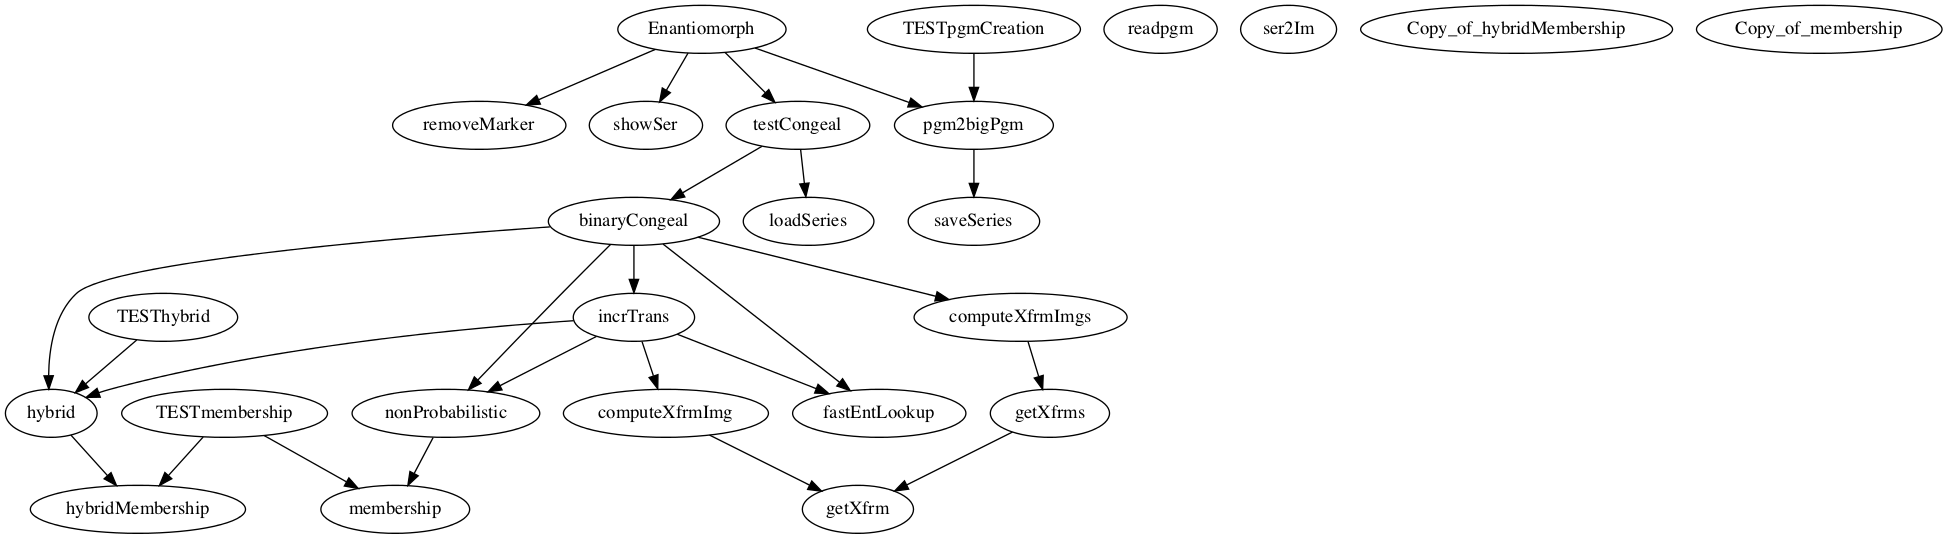 Enantiomorph
TESTpgmCreation
readpgm
ser2Im
Copy_of_hybridMembership
Copy_of_membership
removeMarker
showSer
testCongeal
pgm2bigPgm
binaryCongeal
loadSeries
saveSeries
TESThybrid
incrTrans
computeXfrmImgs
hybrid
TESTmembership
nonProbabilistic
computeXfrmImg
fastEntLookup
getXfrms
hybridMembership
membership
getXfrm